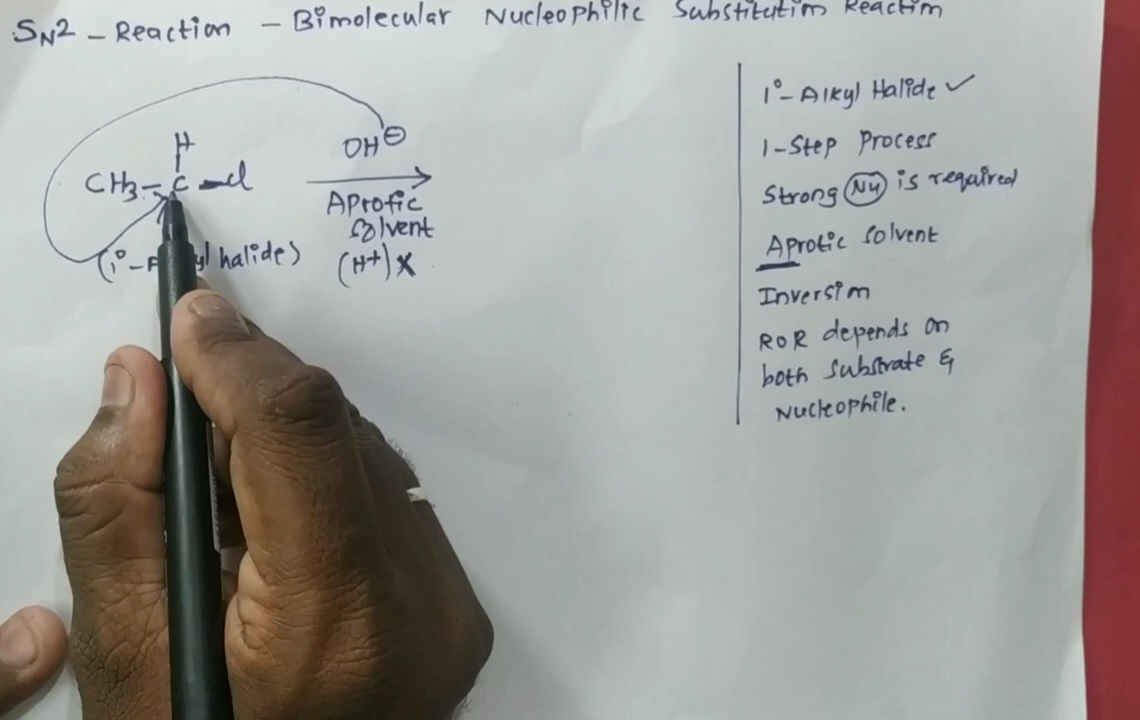 SN2 - Reaction - Bimolecular Nucleophilic Substitution Reaction
H
OH⊖
CH3-C-Cl
Aprotic
solvent
(1°- halide)
(H+)X
1°- Alkyl Halide ✓
1-Step Process
Strong Nu is required
Aprotic solvent
Inversion
ROR depends on
both substrate &
Nucleophile.